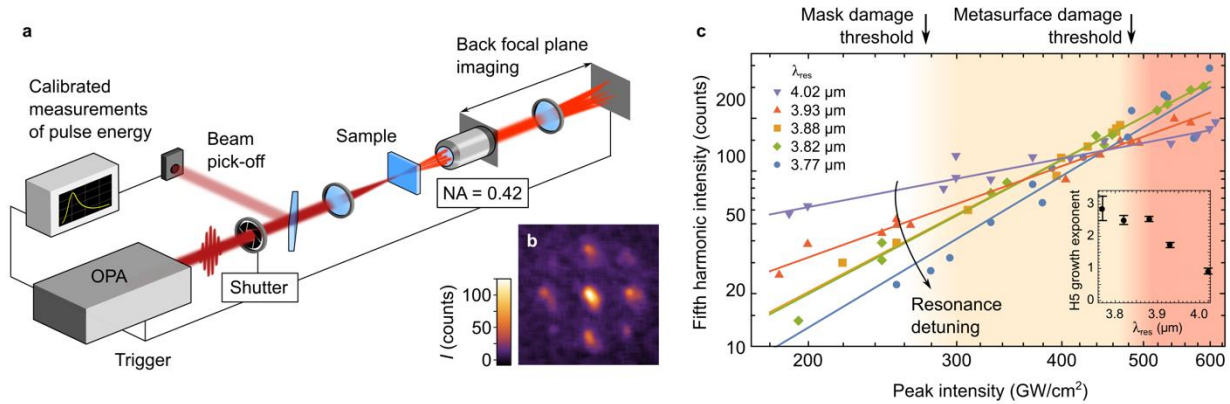 a
Back focal plane
imaging
Calibrated
measurements
of pulse energy
Beam
pick-off
Sample
NA = 0.42
OPA
Shutter
Trigger
b
I (counts)
100
50
0
c
Mask damage
threshold
Metasurface damage
threshold
Fifth harmonic intensity (counts)
200
100
50
30
20
10
λres
4.02 μm
3.93 μm
3.88 μm
3.82 μm
3.77 μm
Resonance
detuning
H5 growth exponent
4
3
2
1
0
3.8 3.9 4.0
λres (μm)
200 300 400 500 600
Peak intensity (GW/cm²)